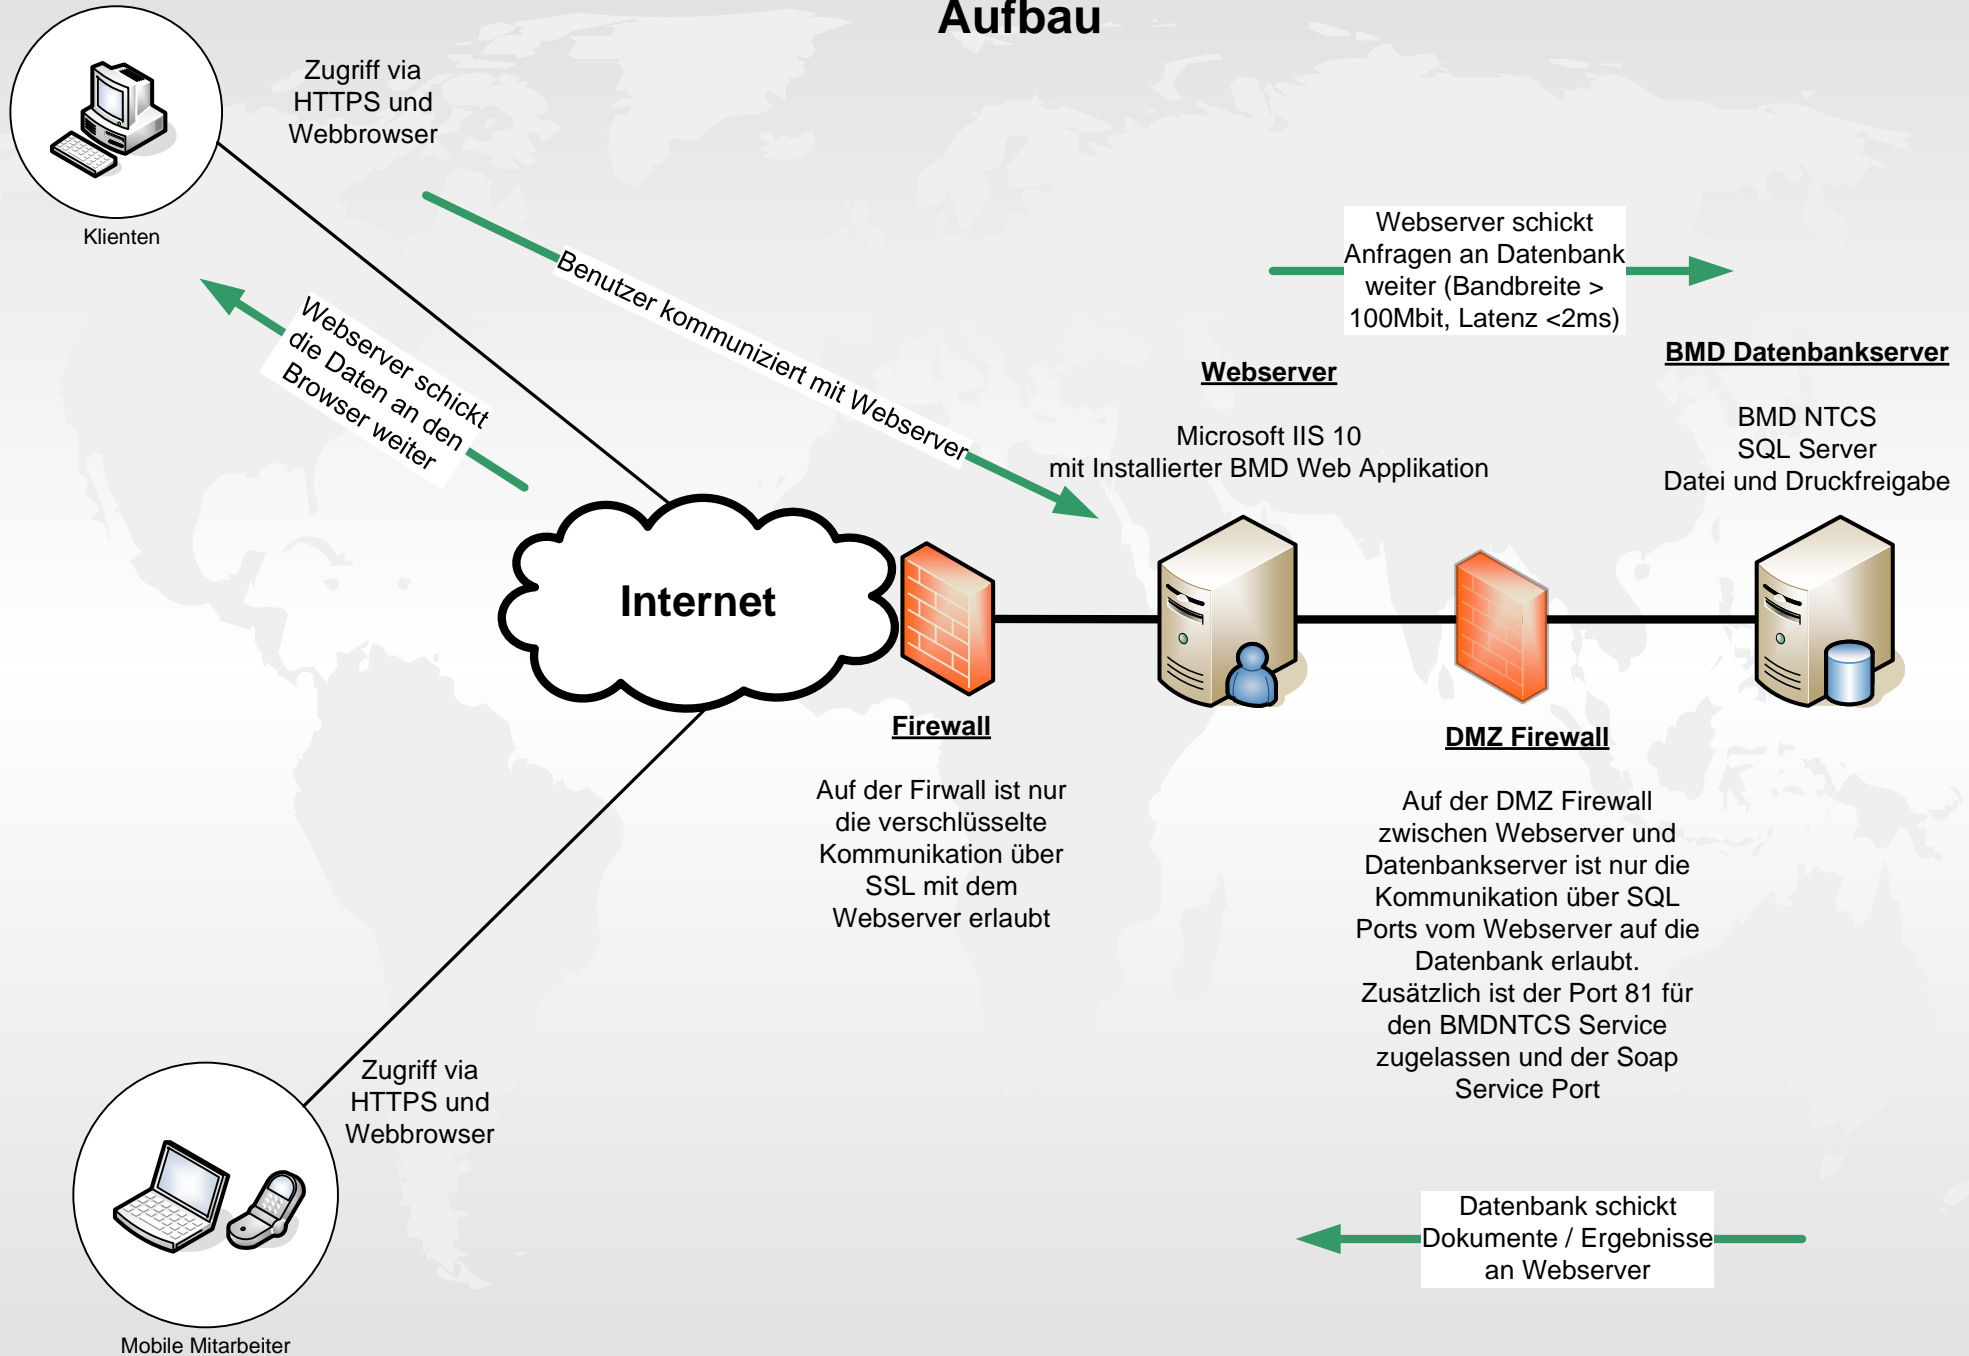 Aufbau
Zugriff via
HTTPS und
Webbrowser
Klienten
Benutzer kommuniziert mit Webserver
Webserver schickt
die Daten an den
Browser weiter
Webserver schickt
Anfragen an Datenbank
weiter (Bandbreite >
100Mbit, Latenz <2ms)
Webserver
Microsoft IIS 10
mit Installierter BMD Web Applikation
BMD Datenbankserver
BMD NTCS
SQL Server
Datei und Druckfreigabe
Internet
Firewall
Auf der Firwall ist nur
die verschlüsselte
Kommunikation über
SSL mit dem
Webserver erlaubt
DMZ Firewall
Auf der DMZ Firewall
zwischen Webserver und
Datenbankserver ist nur die
Kommunikation über SQL
Ports vom Webserver auf die
Datenbank erlaubt.
Zusätzlich ist der Port 81 für
den BMDNTCS Service
zugelassen und der Soap
Service Port
Zugriff via
HTTPS und
Webbrowser
Mobile Mitarbeiter
Datenbank schickt
Dokumente / Ergebnisse
an Webserver